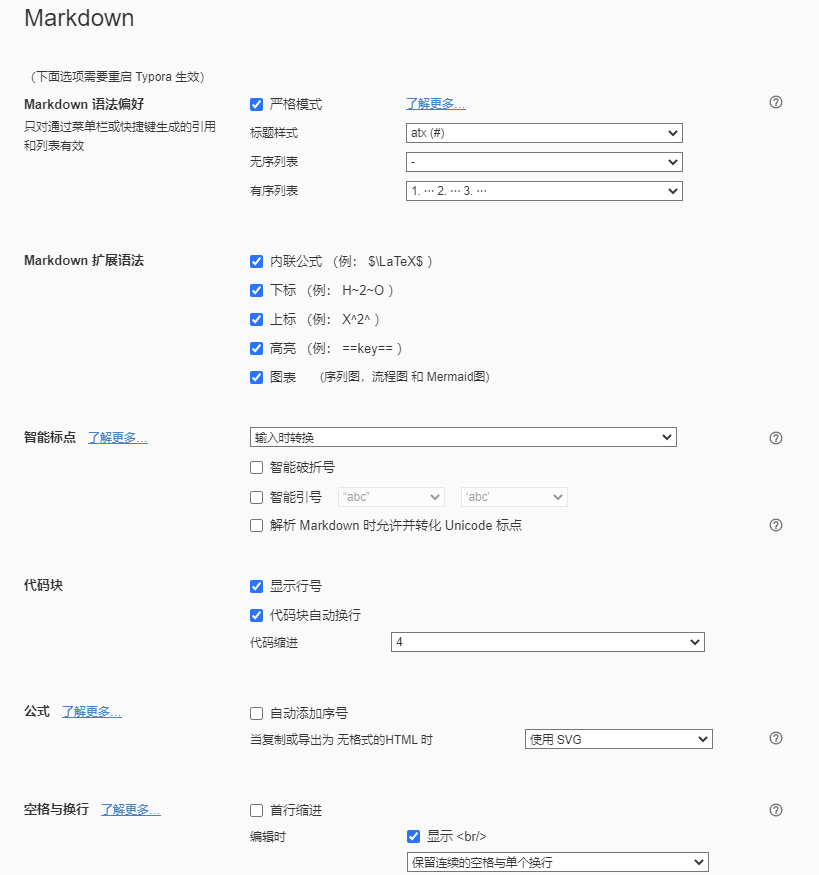 Markdown
（下面选项需要重启 Typora 生效）
Markdown 语法偏好
只对通过菜单栏或快捷键生成的引用
和列表有效
严格模式 了解更多...
标题样式 atx (#)
无序列表 -
有序列表 1. ··· 2. ··· 3. ···
Markdown 扩展语法
内联公式 （例： $\LaTeX$ ）
下标 （例： H~2~O ）
上标 （例： X^2^ ）
高亮 （例： ==key== ）
图表 (序列图，流程图 和 Mermaid图)
智能标点 了解更多... 输入时转换
智能破折号
智能引号 “abc” ‘abc’
解析 Markdown 时允许并转化 Unicode 标点
代码块
显示行号
代码块自动换行
代码缩进 4
公式 了解更多...
自动添加序号
当复制或导出为 无格式的HTML 时 使用 SVG
空格与换行 了解更多...
首行缩进
编辑时 显示 <br/>
保留连续的空格与单个换行